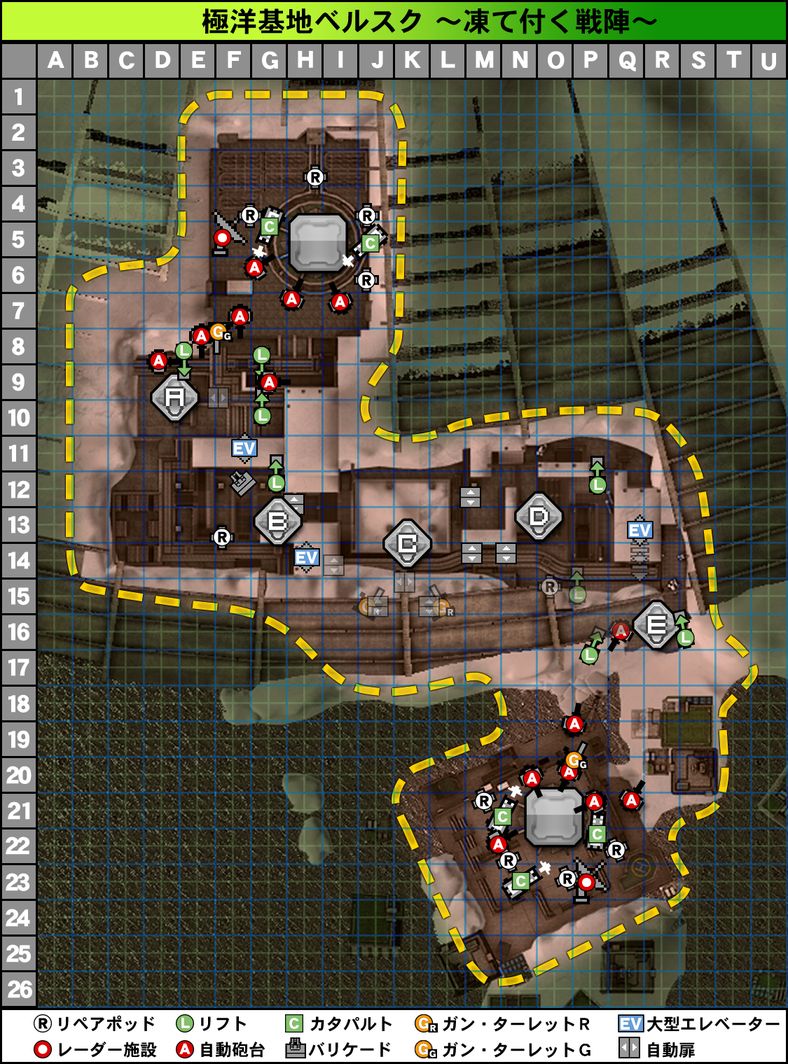 極洋基地ベルスク ～凍て付く戦陣～
A B C D E F G H I J K L M N O P Q R S T U
1
2
R
3
4
R C R
5
C
A
6
R
A A
7
A
A G G
8
L L
A
9
A
A
L
10
11
EV
L L
12
D
13
B EV
R
C
14
EV
R
15
L
R
16
E
A L
L
17
18
A
19
G G
20
A A
R A A
21
C
C
22
A
R
R
23
C R
24
25
26
R リペアポッド L リフト C カタパルト GR ガン・ターレットR EV 大型エレベーター
レーダー施設 A 自動砲台 バリケード GG ガン・ターレットG 自動扉